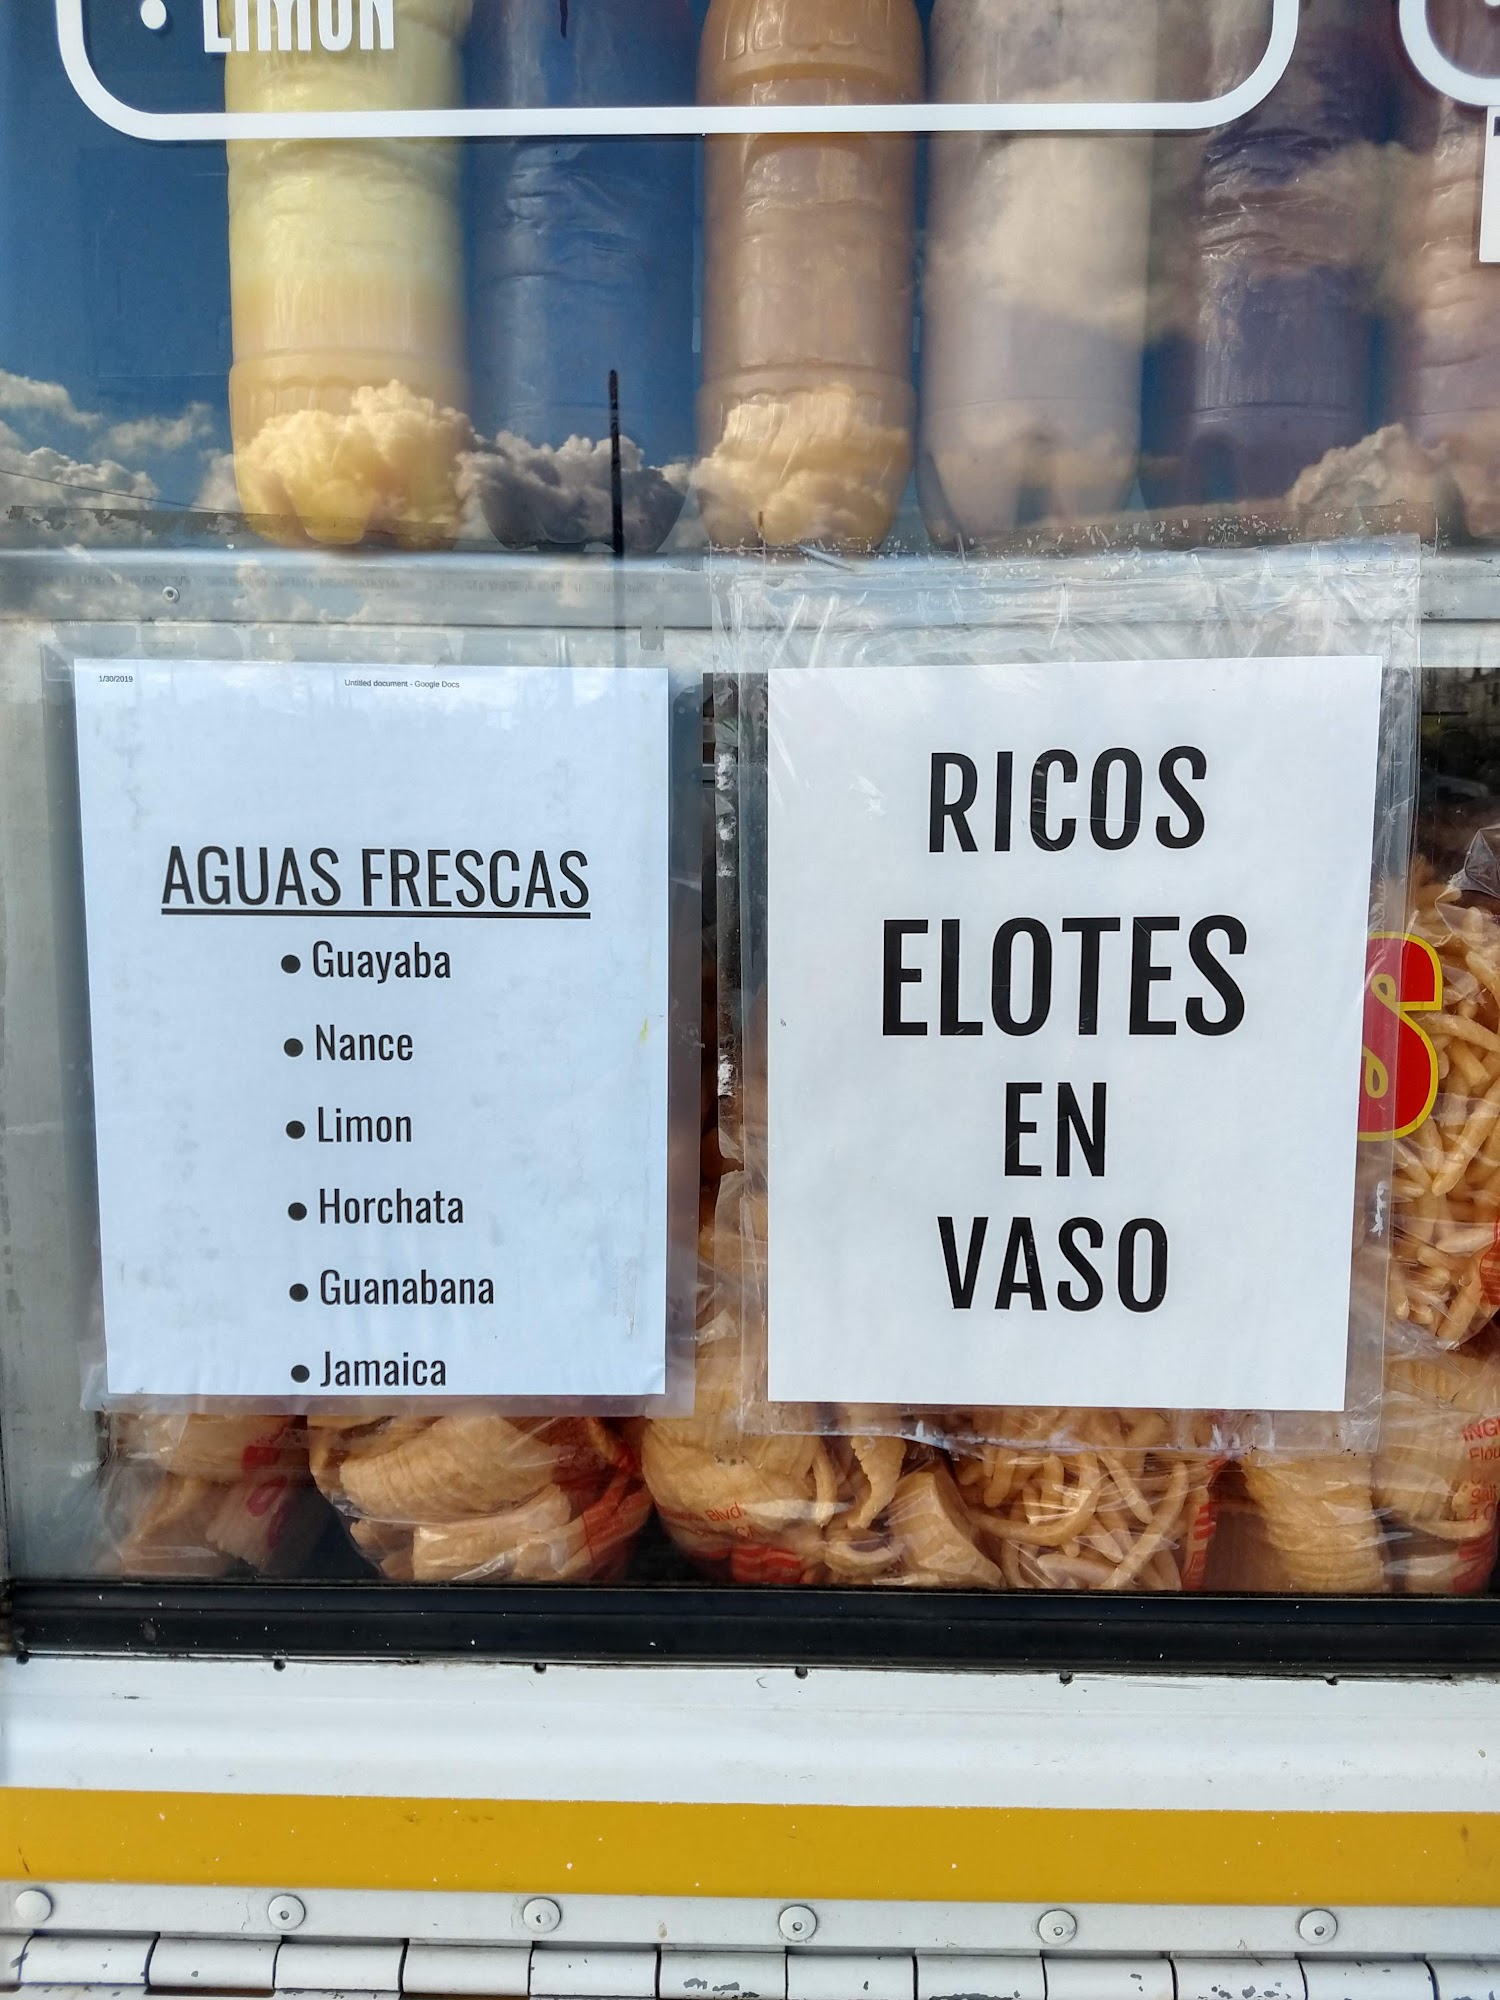 LIMON
1/30/2019
Untitled document - Google Docs
AGUAS FRESCAS
• Guayaba
• Nance
• Limon
• Horchata
• Guanabana
• Jamaica
RICOS
ELOTES
EN
VASO
S
Blvd